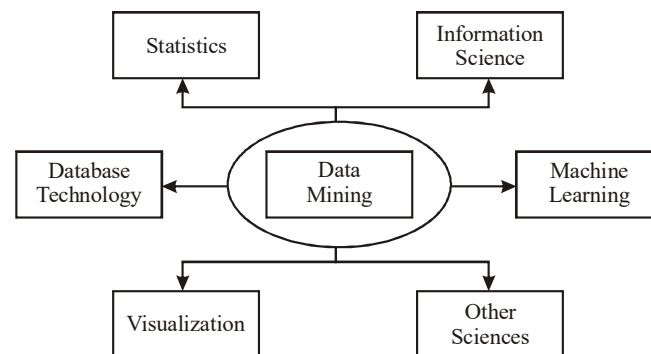 Statistics
Information
Science
Database
Technology
Data
Mining
Machine
Learning
Visualization
Other
Sciences